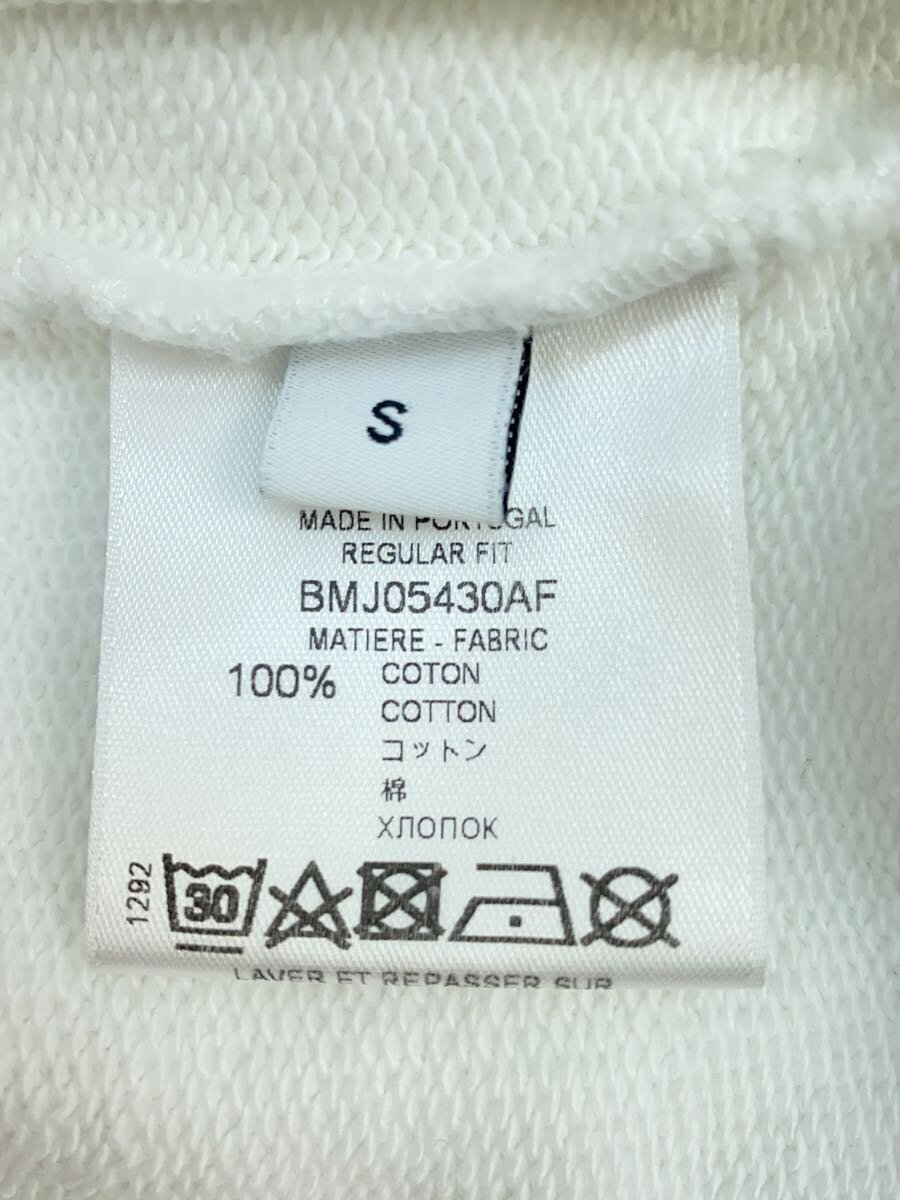 S
MADE IN PORTUGAL
REGULAR FIT
BMJ05430AF
MATIERE - FABRIC
100% COTON
COTTON
コットン
棉
ХЛОПОК
1292
30
LAVER ET REPASSER SUR